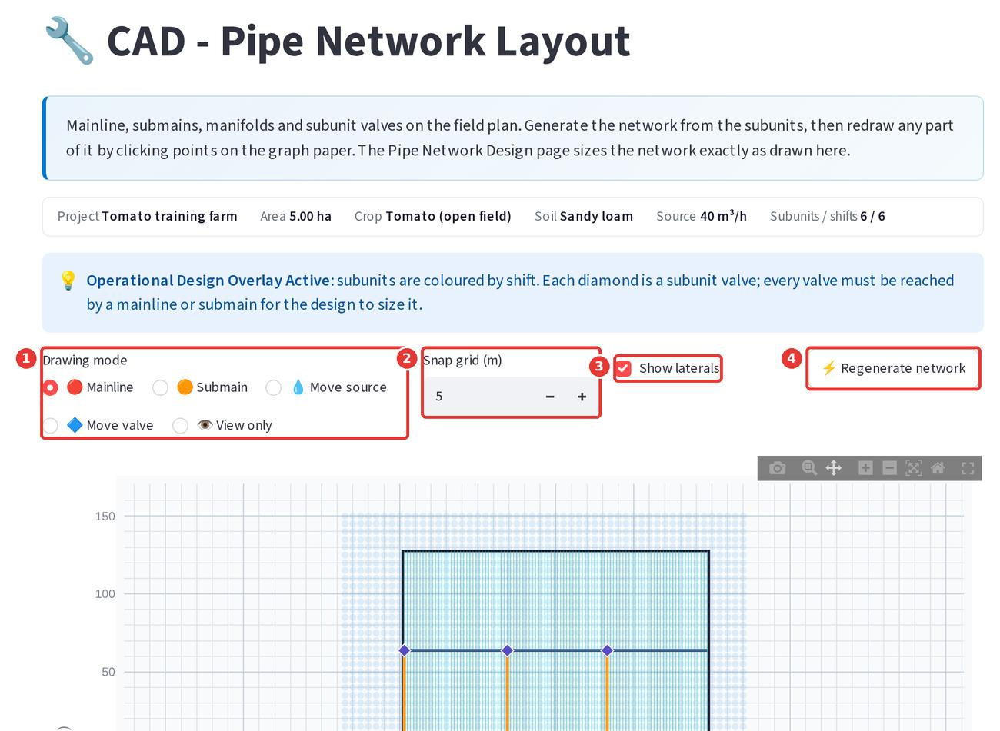 🔧 CAD - Pipe Network Layout
Mainline, submains, manifolds and subunit valves on the field plan. Generate the network from the subunits, then redraw any part
of it by clicking points on the graph paper. The Pipe Network Design page sizes the network exactly as drawn here.
Project Tomato training farm Area 5.00 ha Crop Tomato (open field) Soil Sandy loam Source 40 m³/h Subunits / shifts 6 / 6
💡 Operational Design Overlay Active: subunits are coloured by shift. Each diamond is a subunit valve; every valve must be reached
by a mainline or submain for the design to size it.
1 Drawing mode 2 Snap grid (m) 3 Show laterals 4 ⚡ Regenerate network
🔴 Mainline 🟠 Submain 💧 Move source 5 − +
🔷 Move valve 👁️ View only
150
100
50